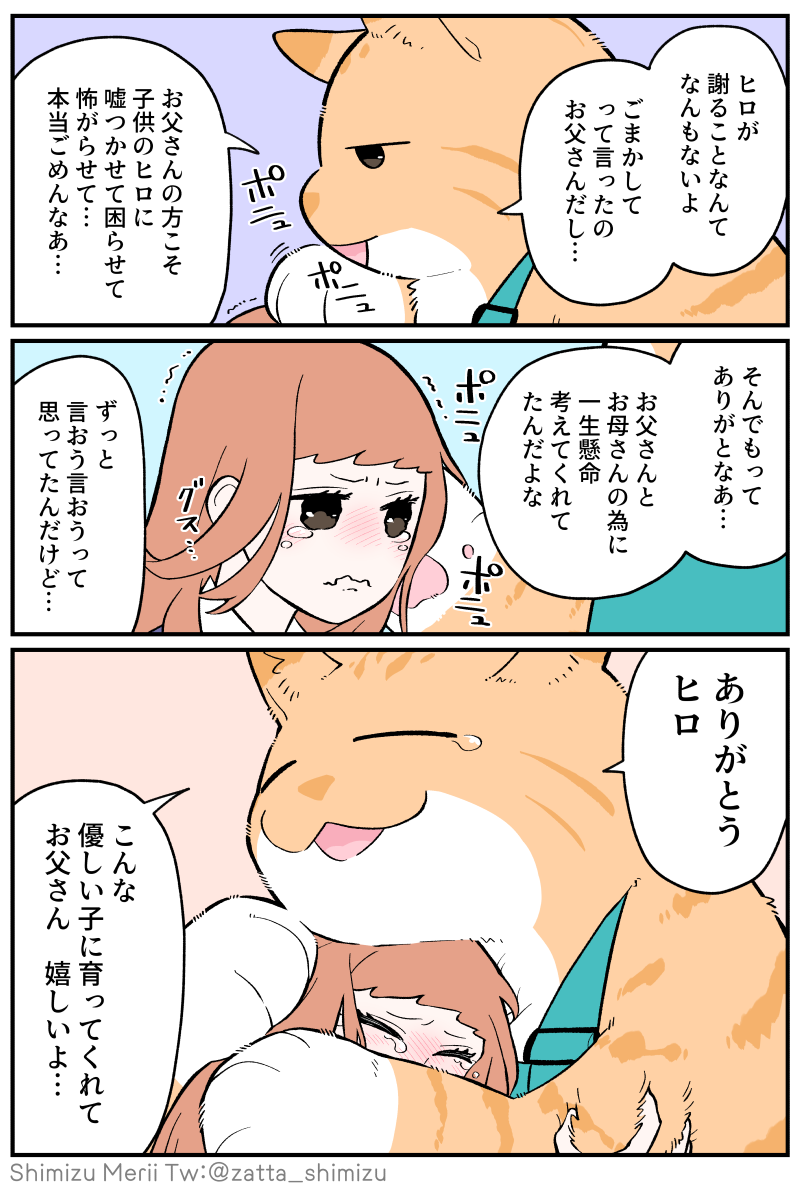 ヒロが
謝ることなんて
なんもないよ
ごまかして
って言ったの
お父さんだし…
ポニュ
ポニュ
お父さんの方こそ
子供のヒロに
嘘つかせて困らせて
怖がらせて…
本当ごめんなあ…
そんでもって
ありがとなあ…
お父さんと
お母さんの為に
一生懸命
考えてくれて
たんだよな
ポニュ
ポニュ
グス…
ずっと
言おう言おうって
思ってたんだけど…
ありがとう
ヒロ
こんな
優しい子に育ってくれて
お父さん　嬉しいよ…
Shimizu Merii Tw:@zatta_shimizu